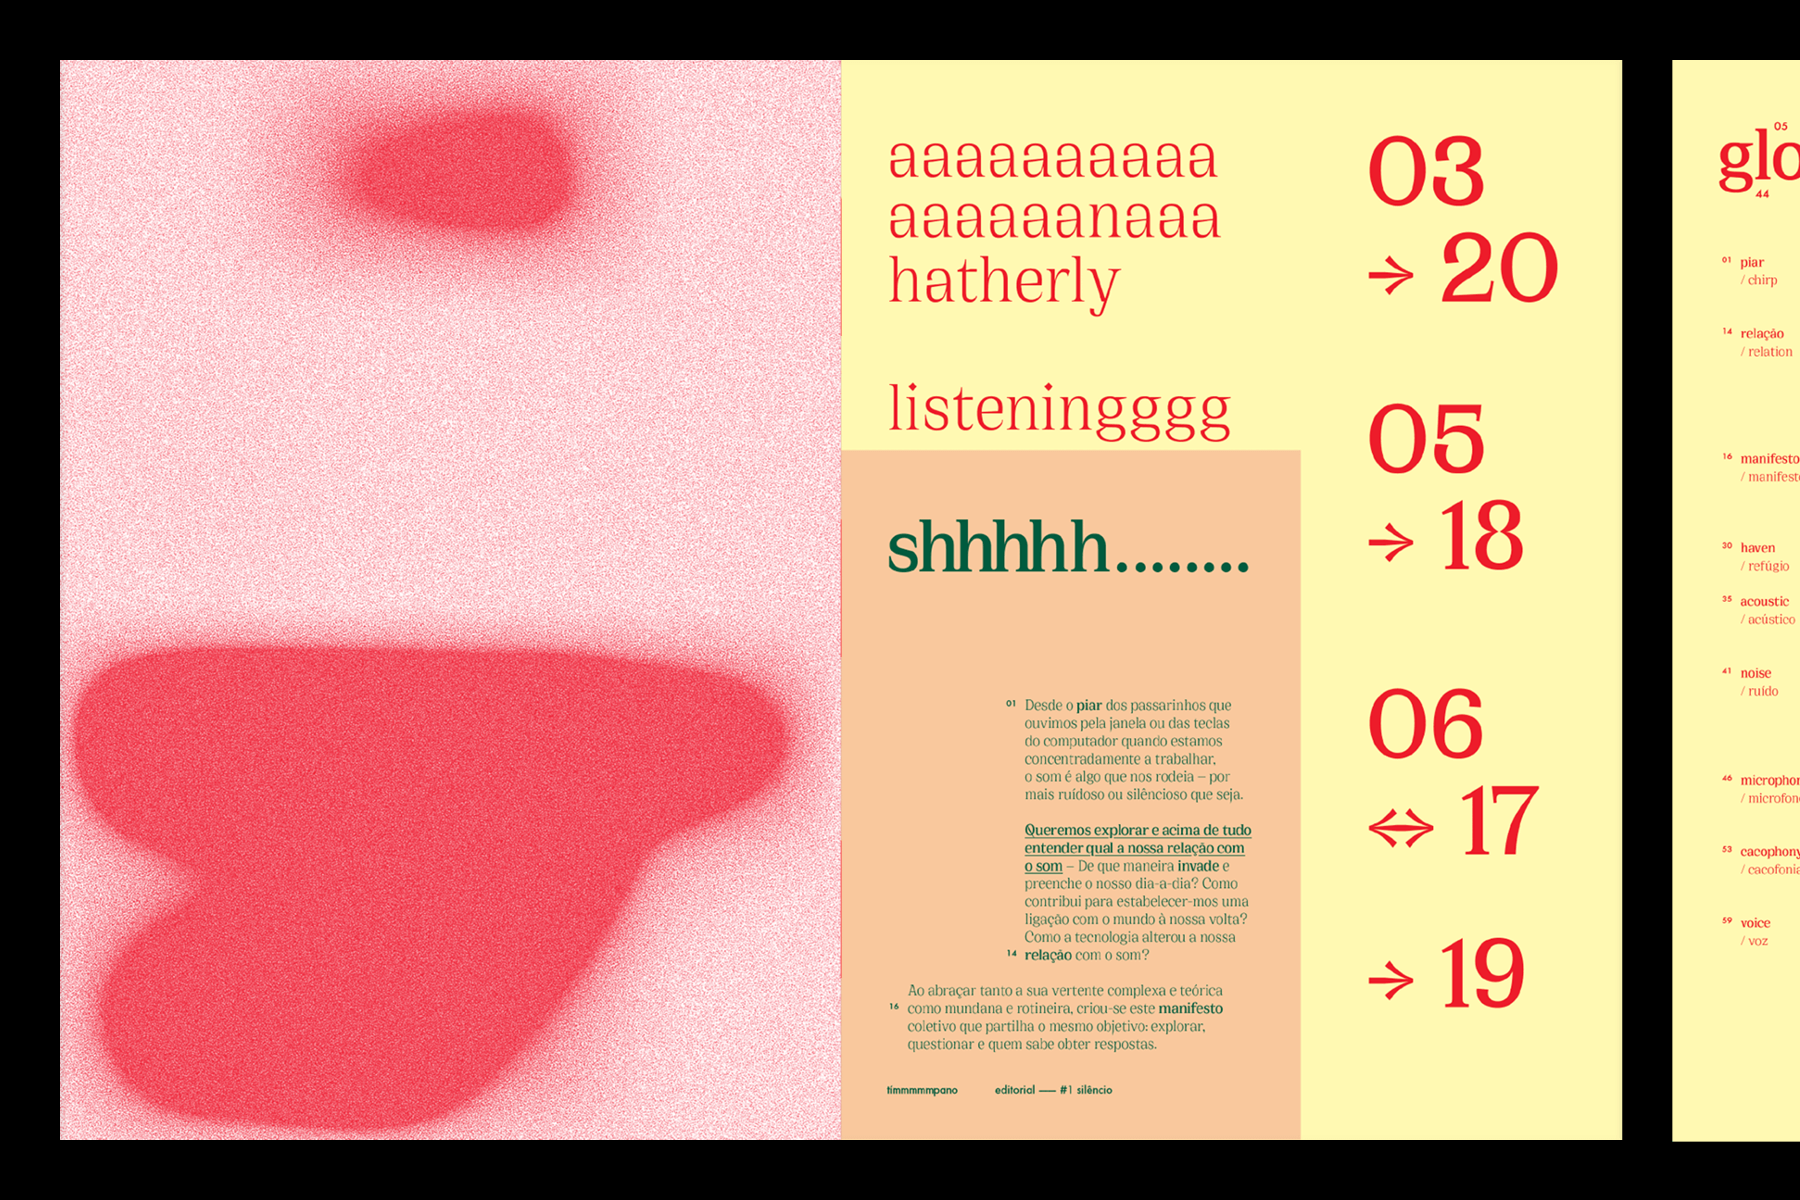 aaaaaaaaaa
aaaaaanaaa
hatherly
listeningggg
03
→ 20
05
→ 18
06
↔ 17
→ 19
shhhhh........
01 Desde o piar dos passarinhos que
ouvimos pela janela ou das teclas
do computador quando estamos
concentradamente a trabalhar,
o som é algo que nos rodeia – por
mais ruídoso ou silêncioso que seja.
Queremos explorar e acima de tudo
entender qual a nossa relação com
o som – De que maneira invade e
preenche o nosso dia-a-dia? Como
contribui para estabelecer-mos uma
ligação com o mundo à nossa volta?
Como a tecnologia alterou a nossa
14 relação com o som?
Ao abraçar tanto a sua vertente complexa e teórica
16 como mundana e rotineira, criou-se este manifesto
coletivo que partilha o mesmo objetivo: explorar,
questionar e quem sabe obter respostas.
timmmmmpano editorial — #1 silêncio
05
glo
44
01 piar
/ chirp
14 relação
/ relation
16 manifesto
/ manifest
30 haven
/ refúgio
35 acoustic
/ acústico
41 noise
/ ruído
46 microphon
/ microfon
53 cacophony
/ cacofonia
59 voice
/ voz